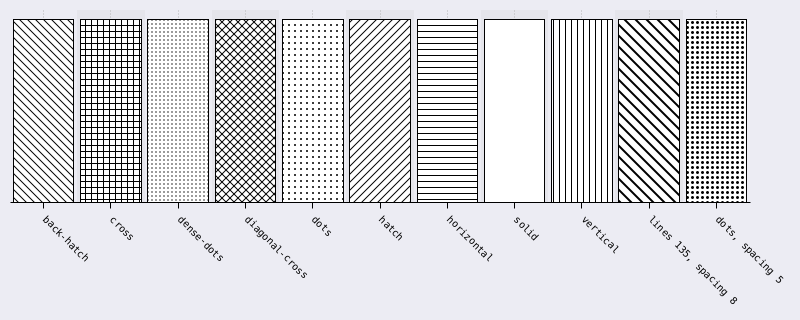 back-hatch
cross
dense-dots
diagonal-cross
dots
hatch
horizontal
solid
vertical
lines 135, spacing 8
dots, spacing 5